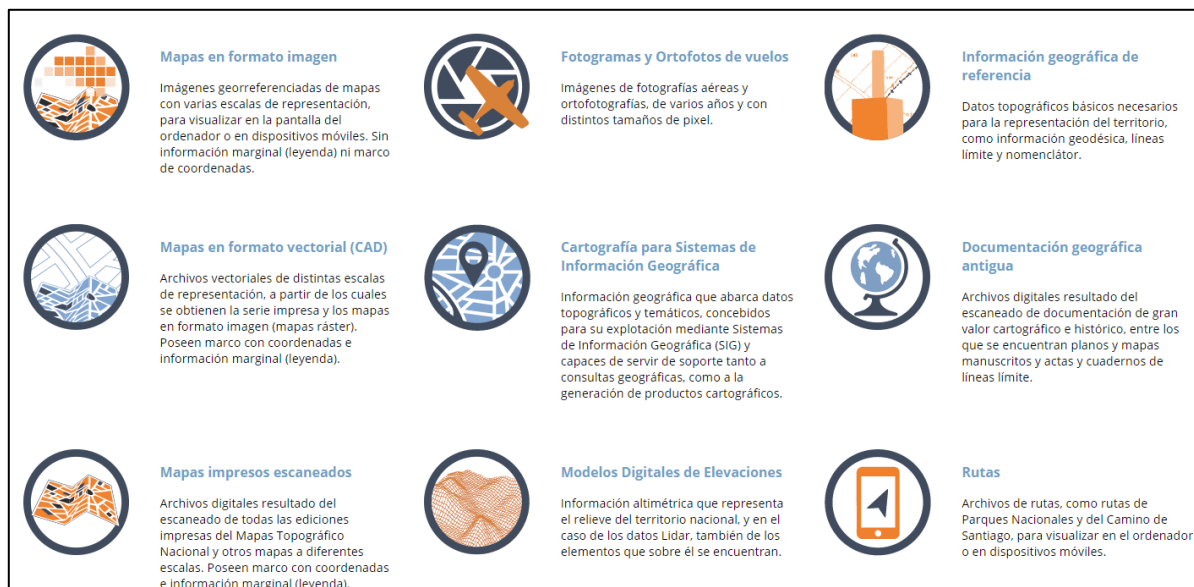 Mapas en formato imagen
Imágenes georreferenciadas de mapas
con varias escalas de representación,
para visualizar en la pantalla del
ordenador o en dispositivos móviles. Sin
información marginal (leyenda) ni marco
de coordenadas.
Fotogramas y Ortofotos de vuelos
Imágenes de fotografías aéreas y
ortofotografías, de varios años y con
distintos tamaños de pixel.
Información geográfica de
referencia
Datos topográficos básicos necesarios
para la representación del territorio,
como información geodésica, líneas
límite y nomenclátor.
Mapas en formato vectorial (CAD)
Archivos vectoriales de distintas escalas
de representación, a partir de los cuales
se obtienen la serie impresa y los mapas
en formato imagen (mapas ráster).
Poseen marco con coordenadas e
información marginal (leyenda).
Cartografía para Sistemas de
Información Geográfica
Información geográfica que abarca datos
topográficos y temáticos, concebidos
para su explotación mediante Sistemas
de Información Geográfica (SIG) y
capaces de servir de soporte tanto a
consultas geográficas, como a la
generación de productos cartográficos.
Documentación geográfica
antigua
Archivos digitales resultado del
escaneado de documentación de gran
valor cartográfico e histórico, entre los
que se encuentran planos y mapas
manuscritos y actas y cuadernos de
líneas límite.
Mapas impresos escaneados
Archivos digitales resultado del
escaneado de todas las ediciones
impresas del Mapas Topográfico
Nacional y otros mapas a diferentes
escalas. Poseen marco con coordenadas
e información marginal (leyenda).
Modelos Digitales de Elevaciones
Información altimétrica que representa
el relieve del territorio nacional, y en el
caso de los datos Lidar, también de los
elementos que sobre él se encuentran.
Rutas
Archivos de rutas, como rutas de
Parques Nacionales y del Camino de
Santiago, para visualizar en el ordenador
o en dispositivos móviles.